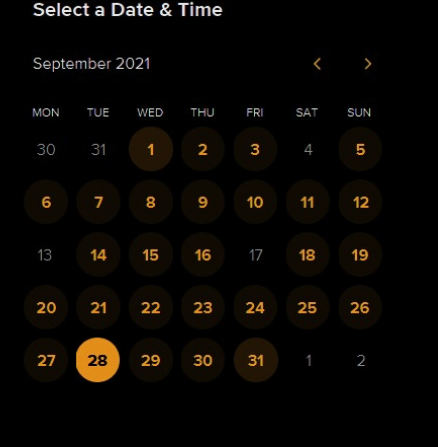 Select a Date & Time
September 2021
MON TUE WED THU FRI SAT SUN
30 31 1 2 3 4 5
6 7 8 9 10 11 12
13 14 15 16 17 18 19
20 21 22 23 24 25 26
27 28 29 30 31 1 2